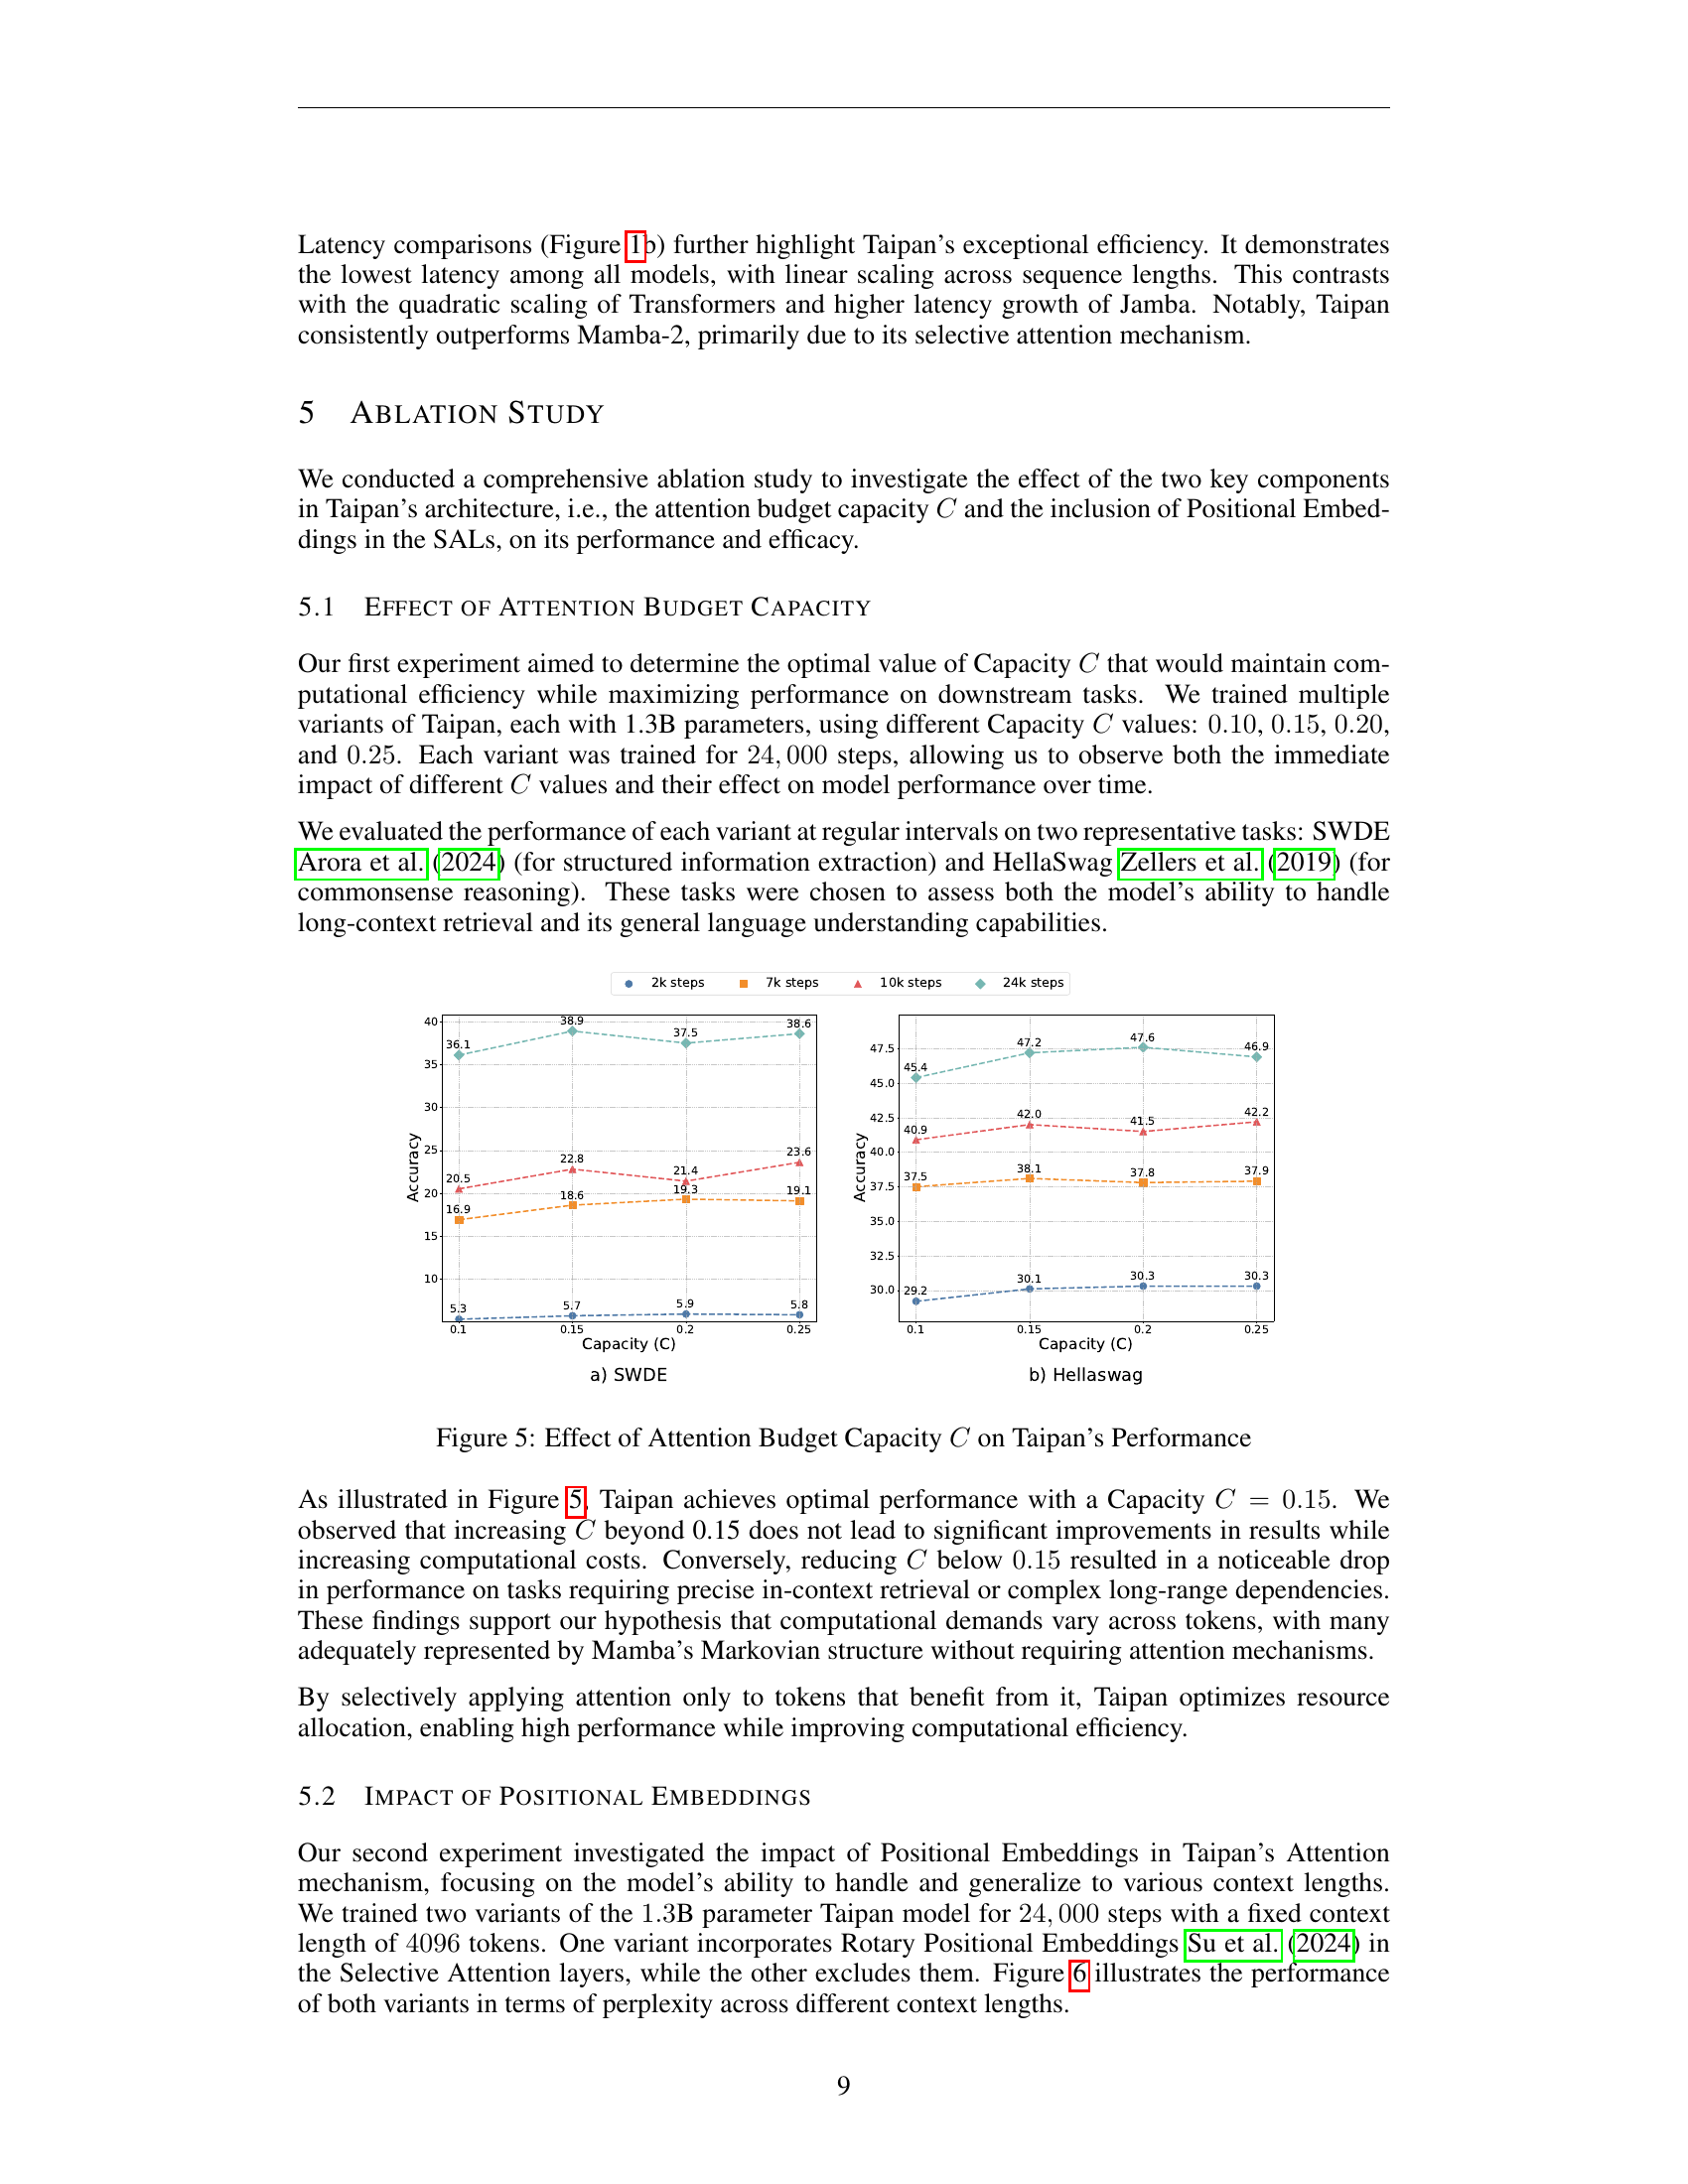 Latency comparisons (Figure 1b) further highlight Taipan's exceptional efficiency. It demonstrates
the lowest latency among all models, with linear scaling across sequence lengths. This contrasts
with the quadratic scaling of Transformers and higher latency growth of Jamba. Notably, Taipan
consistently outperforms Mamba-2, primarily due to its selective attention mechanism.
5 ABLATION STUDY
We conducted a comprehensive ablation study to investigate the effect of the two key components
in Taipan's architecture, i.e., the attention budget capacity C and the inclusion of Positional Embed-
dings in the SALs, on its performance and efficacy.
5.1 EFFECT OF ATTENTION BUDGET CAPACITY
Our first experiment aimed to determine the optimal value of Capacity C that would maintain com-
putational efficiency while maximizing performance on downstream tasks. We trained multiple
variants of Taipan, each with 1.3B parameters, using different Capacity C values: 0.10, 0.15, 0.20,
and 0.25. Each variant was trained for 24,000 steps, allowing us to observe both the immediate
impact of different C values and their effect on model performance over time.
We evaluated the performance of each variant at regular intervals on two representative tasks: SWDE
Arora et al. (2024) (for structured information extraction) and HellaSwag Zellers et al. (2019) (for
commonsense reasoning). These tasks were chosen to assess both the model's ability to handle
long-context retrieval and its general language understanding capabilities.
2k steps 7k steps 10k steps 24k steps
40
35
30
25
20
15
10
Accuracy
36.1 38.9 37.5 38.6
20.5 22.8 21.4 23.6
16.9 18.6 19.3 19.1
5.3 5.7 5.9 5.8
0.1 0.15 0.2 0.25
Capacity (C)
a) SWDE
47.5
45.0
42.5
40.0
37.5
35.0
32.5
30.0
Accuracy
45.4 47.2 47.6 46.9
40.9 42.0 41.5 42.2
37.5 38.1 37.8 37.9
29.2 30.1 30.3 30.3
0.1 0.15 0.2 0.25
Capacity (C)
b) Hellaswag
Figure 5: Effect of Attention Budget Capacity C on Taipan's Performance
As illustrated in Figure 5, Taipan achieves optimal performance with a Capacity C = 0.15. We
observed that increasing C beyond 0.15 does not lead to significant improvements in results while
increasing computational costs. Conversely, reducing C below 0.15 resulted in a noticeable drop
in performance on tasks requiring precise in-context retrieval or complex long-range dependencies.
These findings support our hypothesis that computational demands vary across tokens, with many
adequately represented by Mamba's Markovian structure without requiring attention mechanisms.
By selectively applying attention only to tokens that benefit from it, Taipan optimizes resource
allocation, enabling high performance while improving computational efficiency.
5.2 IMPACT OF POSITIONAL EMBEDDINGS
Our second experiment investigated the impact of Positional Embeddings in Taipan's Attention
mechanism, focusing on the model's ability to handle and generalize to various context lengths.
We trained two variants of the 1.3B parameter Taipan model for 24,000 steps with a fixed context
length of 4096 tokens. One variant incorporates Rotary Positional Embeddings Su et al. (2024) in
the Selective Attention layers, while the other excludes them. Figure 6 illustrates the performance
of both variants in terms of perplexity across different context lengths.
9